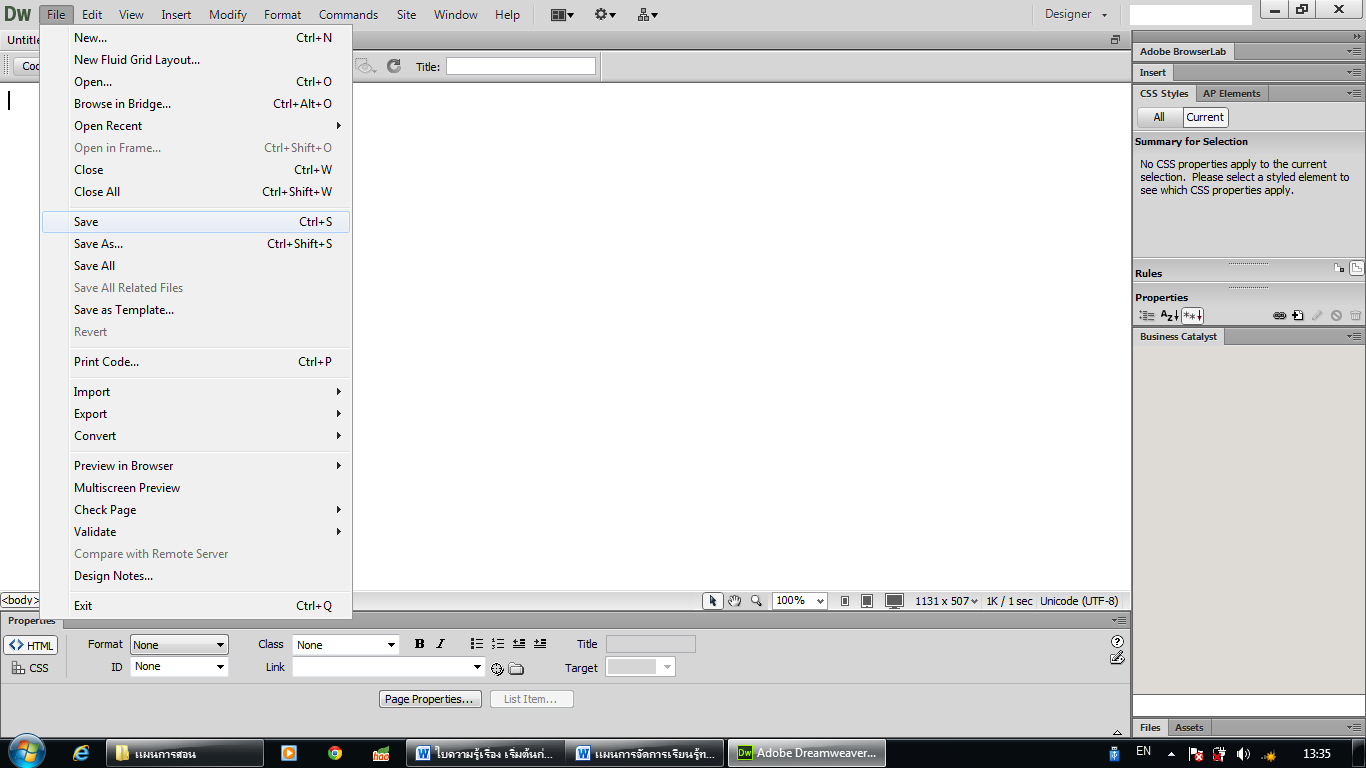 Dw File Edit View Insert Modify Format Commands Site Window Help Designer
Untitle
New... Ctrl+N
New Fluid Grid Layout...
Open... Ctrl+O
Browse in Bridge... Ctrl+Alt+O
Open Recent
Open in Frame... Ctrl+Shift+O
Close Ctrl+W
Close All Ctrl+Shift+W
Save Ctrl+S
Save As... Ctrl+Shift+S
Save All
Save All Related Files
Save as Template...
Revert
Print Code... Ctrl+P
Import
Export
Convert
Preview in Browser
Multiscreen Preview
Check Page
Validate
Compare with Remote Server
Design Notes...
Exit Ctrl+Q
Title:
Adobe BrowserLab
Insert
CSS Styles AP Elements
All Current
Summary for Selection
No CSS properties apply to the current
selection. Please select a styled element to
see which CSS properties apply.
Rules
Properties
Az
Business Catalyst
<body>
100% 1131 x 507 1K / 1 sec Unicode (UTF-8)
Properties
<> HTML Format None Class None B I Title
CSS ID None Link Target
Page Properties... List Item...
Files Assets
แผนการสอน hao ใบความรู้เรื่อง เริ่มต้นก่... แผนการจัดการเรียนรู้ท... Dw Adobe Dreamweaver... EN 13:35